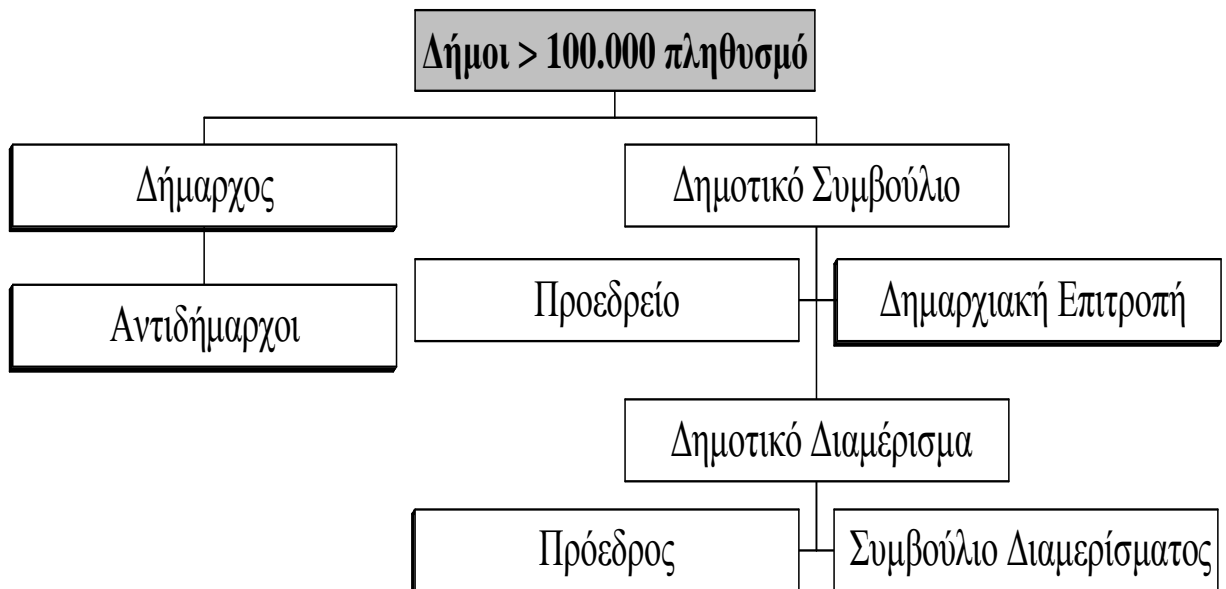 Δήμοι > 100.000 πληθυσμό
Δήμαρχος
Δημοτικό Συμβούλιο
Προεδρείο
Δημαρχιακή Επιτροπή
Αντιδήμαρχοι
Δημοτικό Διαμέρισμα
Πρόεδρος
Συμβούλιο Διαμερίσματος